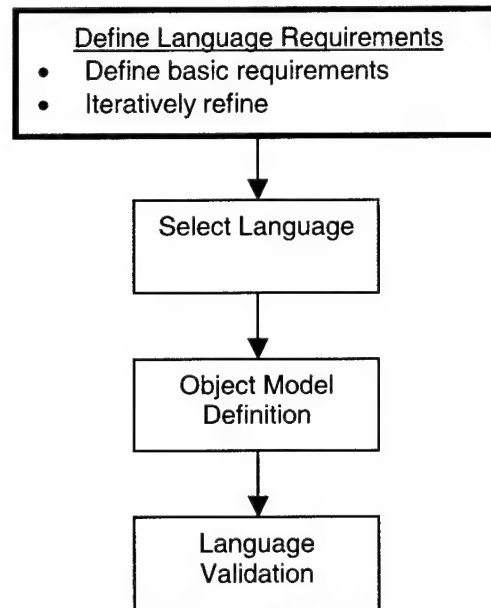 Define Language Requirements
• Define basic requirements
• Iteratively refine
Select Language
Object Model
Definition
Language
Validation